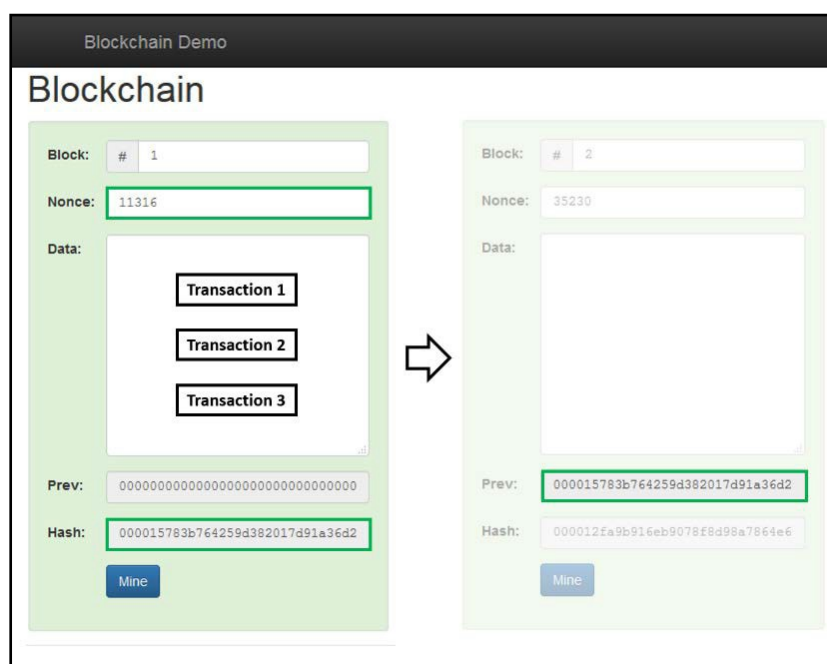 Blockchain Demo
Blockchain
Block: # 1
Nonce: 11316
Data:
Transaction 1
Transaction 2
Transaction 3
Prev: 0000000000000000000000000000000
Hash: 000015783b764259d382017d91a36d2
Mine
Block: # 2
Nonce: 35230
Data:
Prev: 000015783b764259d382017d91a36d2
Hash: 000012fa9b916eb9078f8d98a7864e6
Mine